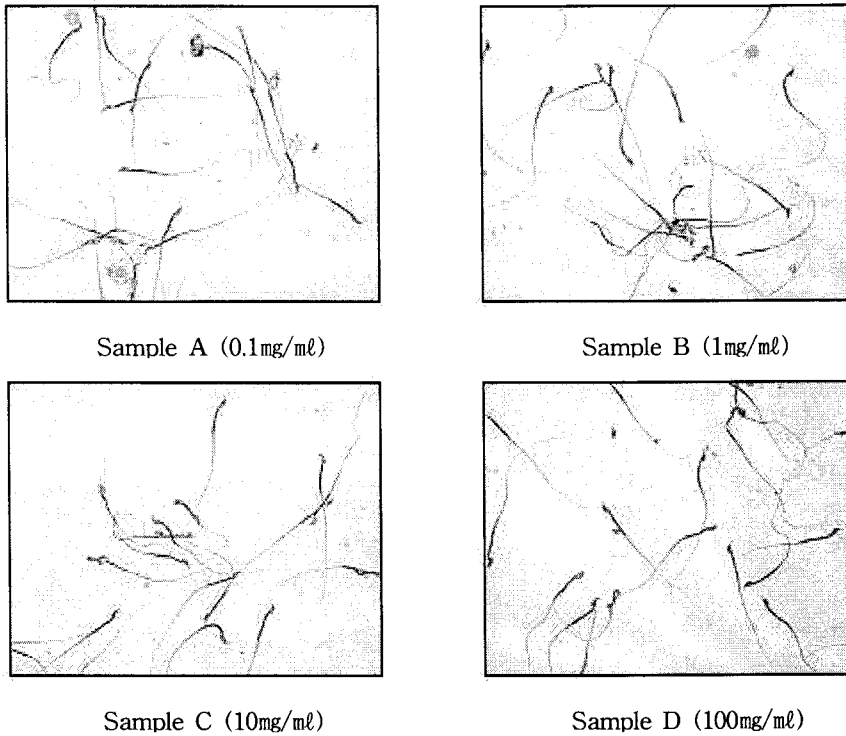 Sample A (0.1㎎/㎖)
Sample B (1㎎/㎖)
Sample C (10㎎/㎖)
Sample D (100㎎/㎖)